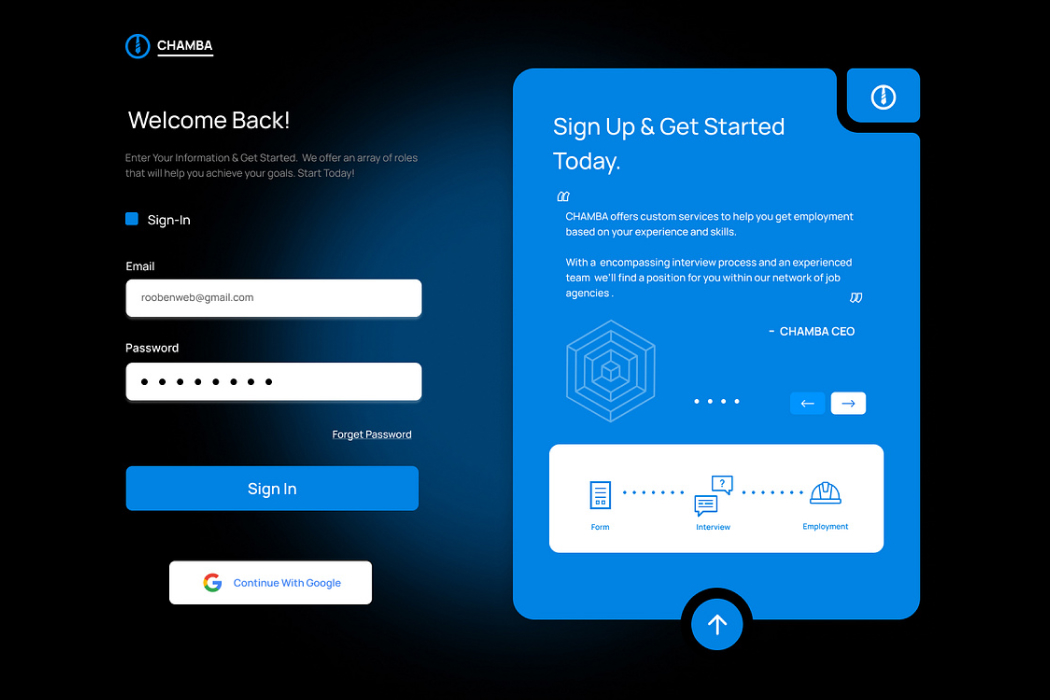 CHAMBA
Welcome Back!
Enter Your Information & Get Started. We offer an array of roles
that will help you achieve your goals. Start Today!
Sign-In
Email
roobenweb@gmail.com
Password
Forget Password
Sign In
Continue With Google
Sign Up & Get Started
Today.
CHAMBA offers custom services to help you get employment
based on your experience and skills.
With a encompassing interview process and an experienced
team we'll find a position for you within our network of job
agencies .
– CHAMBA CEO
?
Form
Interview
Employment